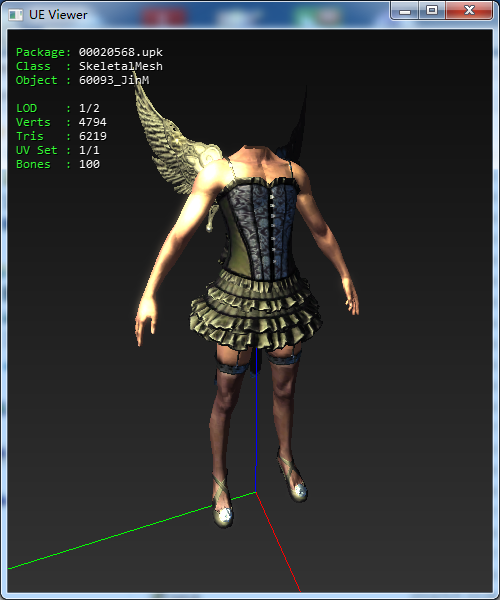 UE Viewer
Package: 00020568.upk
Class : SkeletalMesh
Object : 60093_JinM
LOD : 1/2
Verts : 4794
Tris : 6219
UV Set : 1/1
Bones : 100